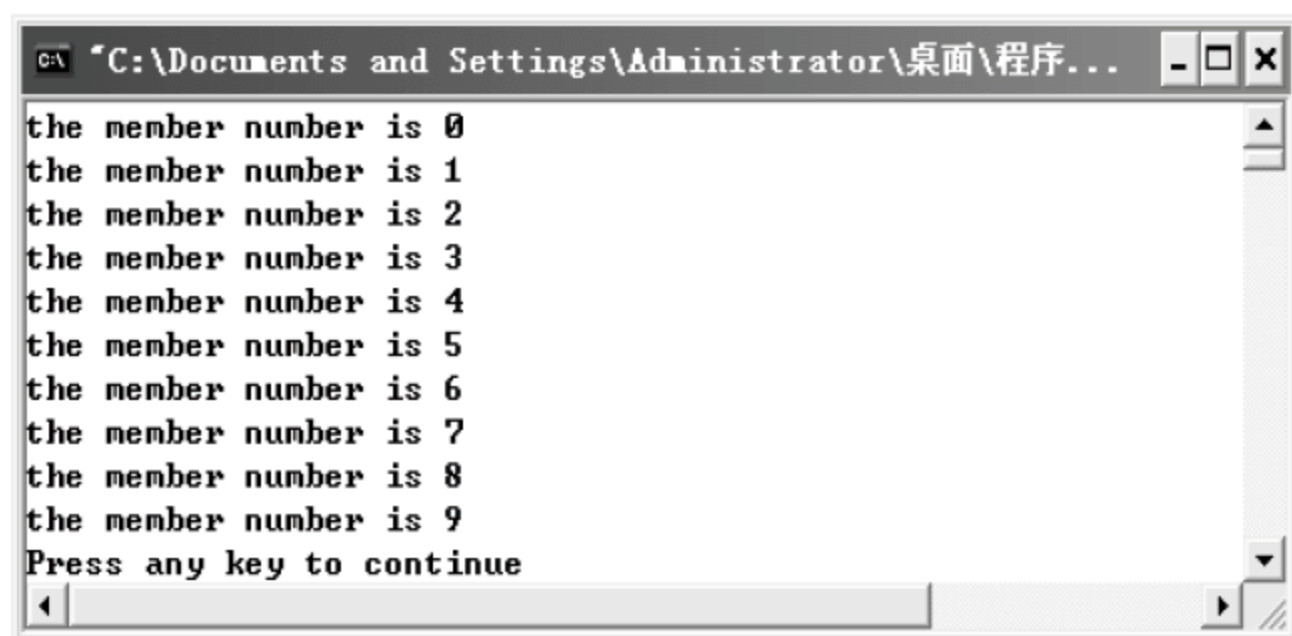 "C:\Documents and Settings\Administrator\桌面\程序...
the member number is 0
the member number is 1
the member number is 2
the member number is 3
the member number is 4
the member number is 5
the member number is 6
the member number is 7
the member number is 8
the member number is 9
Press any key to continue